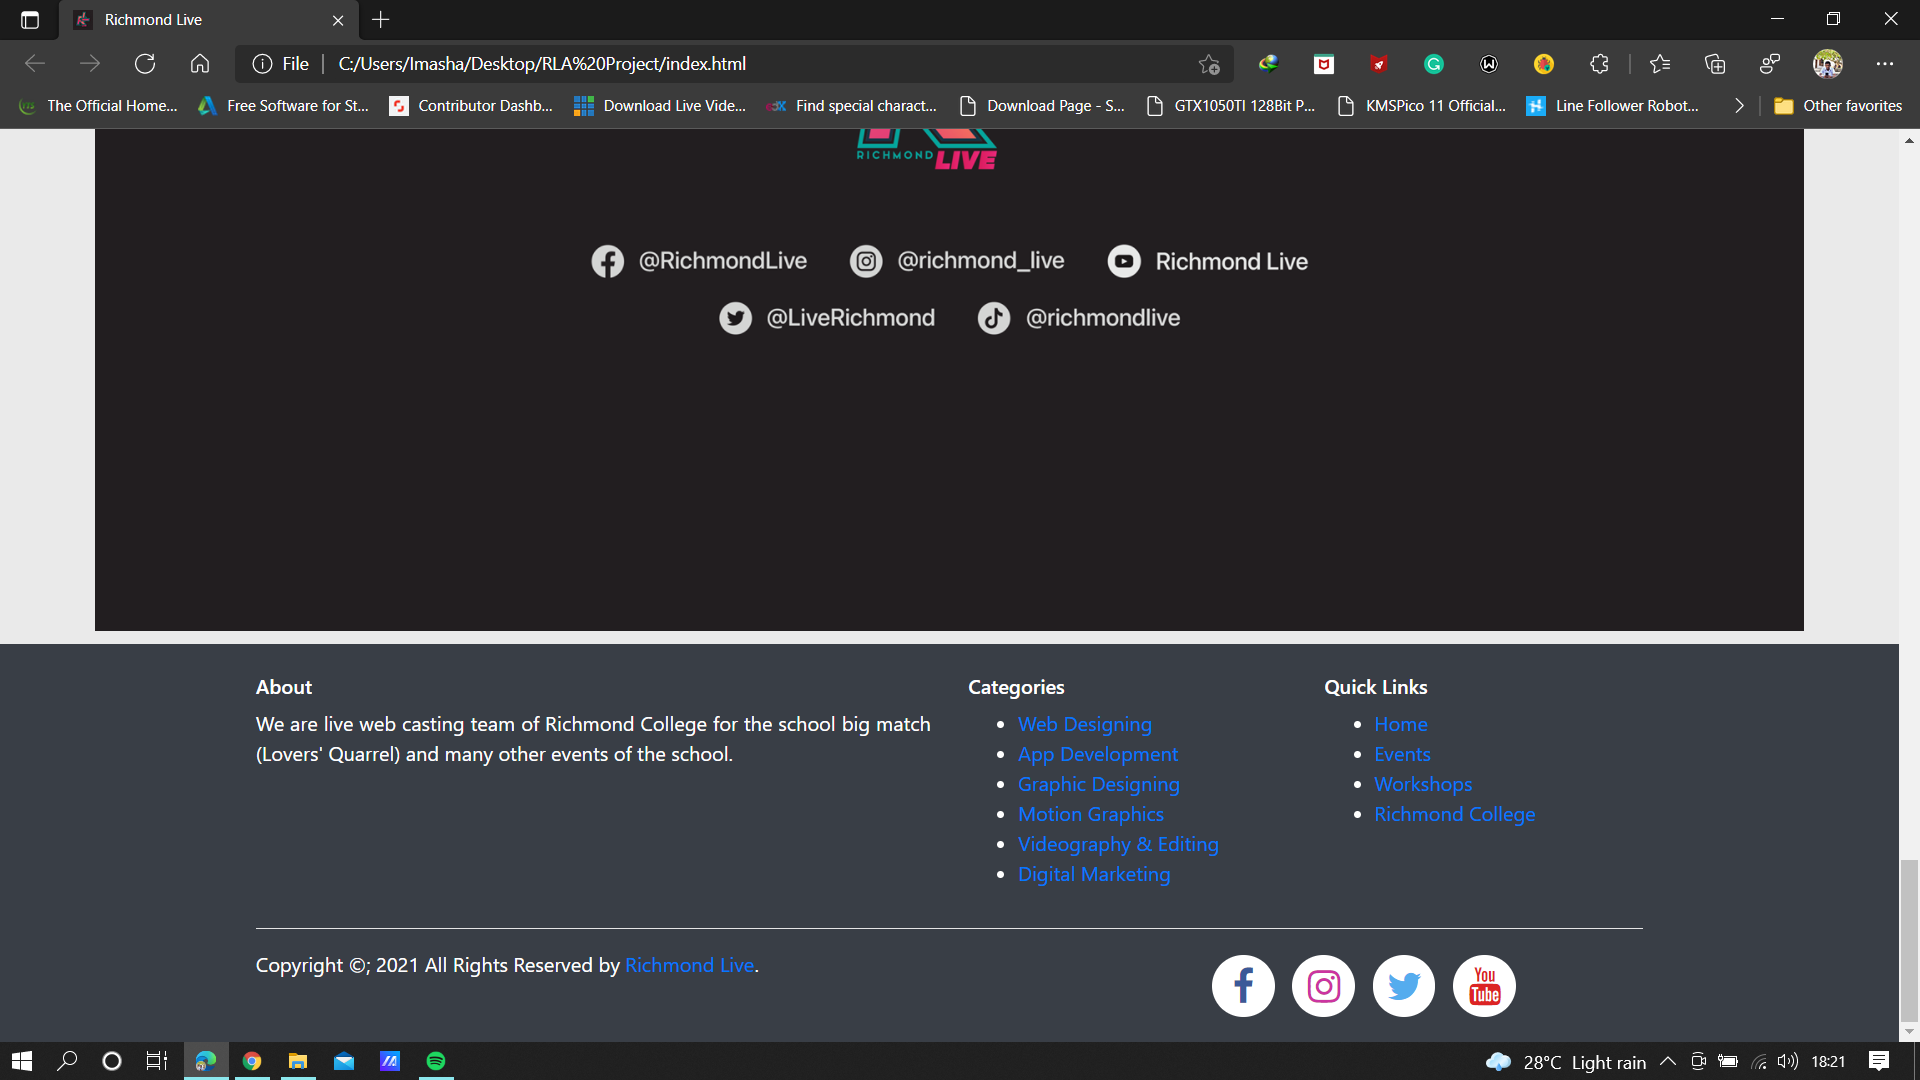 Richmond Live
File
C:/Users/Imasha/Desktop/RLA%20Project/index.html
The Official Home...
Free Software for St...
Contributor Dashb...
Download Live Vide...
Find special charact...
Download Page - S...
GTX1050TI 128Bit P...
KMSPico 11 Official...
Line Follower Robot...
Other favorites
RICHMOND LIVE
@RichmondLive @richmond_live Richmond Live
@LiveRichmond @richmondlive
About
We are live web casting team of Richmond College for the school big match
(Lovers' Quarrel) and many other events of the school.
Categories
Web Designing
App Development
Graphic Designing
Motion Graphics
Videography & Editing
Digital Marketing
Quick Links
Home
Events
Workshops
Richmond College
Copyright ©; 2021 All Rights Reserved by Richmond Live.
You
Tube
28°C Light rain
18:21